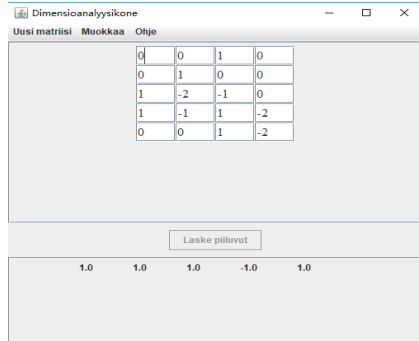 Dimensioanalyysikone
Uusi matriisi Muokkaa Ohje
0 0 1 0
0 1 0 0
1 -2 -1 0
1 -1 1 -2
0 0 1 -2
Laske piiluvut
1.0 1.0 1.0 -1.0 1.0